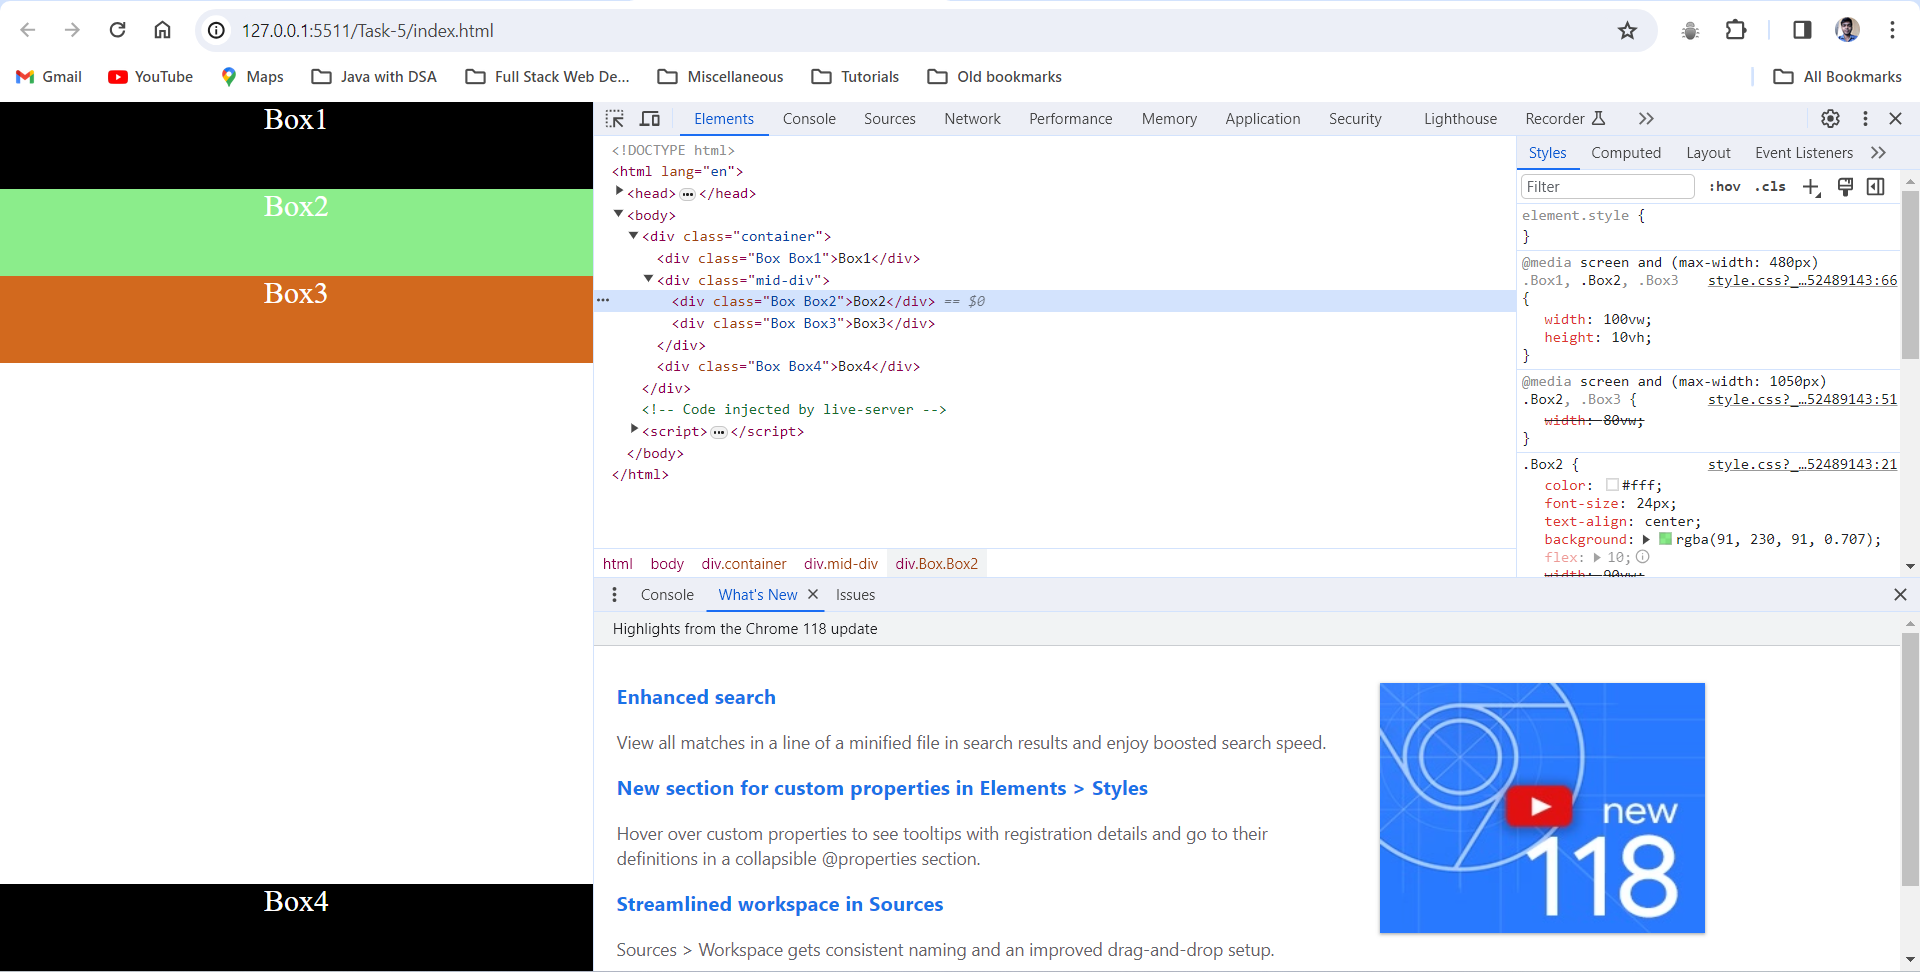 127.0.0.1:5511/Task-5/index.html
Gmail YouTube Maps Java with DSA Full Stack Web De... Miscellaneous Tutorials Old bookmarks All Bookmarks
Box1
Box2
Box3
Box4
Elements Console Sources Network Performance Memory Application Security Lighthouse Recorder
<!DOCTYPE html>
<html lang="en">
<head> ... </head>
<body>
<div class="container">
<div class="Box Box1">Box1</div>
<div class="mid-div">
<div class="Box Box2">Box2</div> == $0
<div class="Box Box3">Box3</div>
</div>
<div class="Box Box4">Box4</div>
</div>
<!-- Code injected by live-server -->
<script> ... </script>
</body>
</html>
html body div.container div.mid-div div.Box.Box2
Styles Computed Layout Event Listeners
Filter :hov .cls
element.style {
}
@media screen and (max-width: 480px)
.Box1, .Box2, .Box3 style.css?_…52489143:66
{
width: 100vw;
height: 10vh;
}
@media screen and (max-width: 1050px)
.Box2, .Box3 { style.css?_…52489143:51
width: 80vw;
}
.Box2 { style.css?_…52489143:21
color: #fff;
font-size: 24px;
text-align: center;
background: rgba(91, 230, 91, 0.707);
flex: 10;
width: 90vw;
Console What's New Issues
Highlights from the Chrome 118 update
Enhanced search
View all matches in a line of a minified file in search results and enjoy boosted search speed.
New section for custom properties in Elements > Styles
Hover over custom properties to see tooltips with registration details and go to their
definitions in a collapsible @properties section.
Streamlined workspace in Sources
Sources > Workspace gets consistent naming and an improved drag-and-drop setup.
new
118